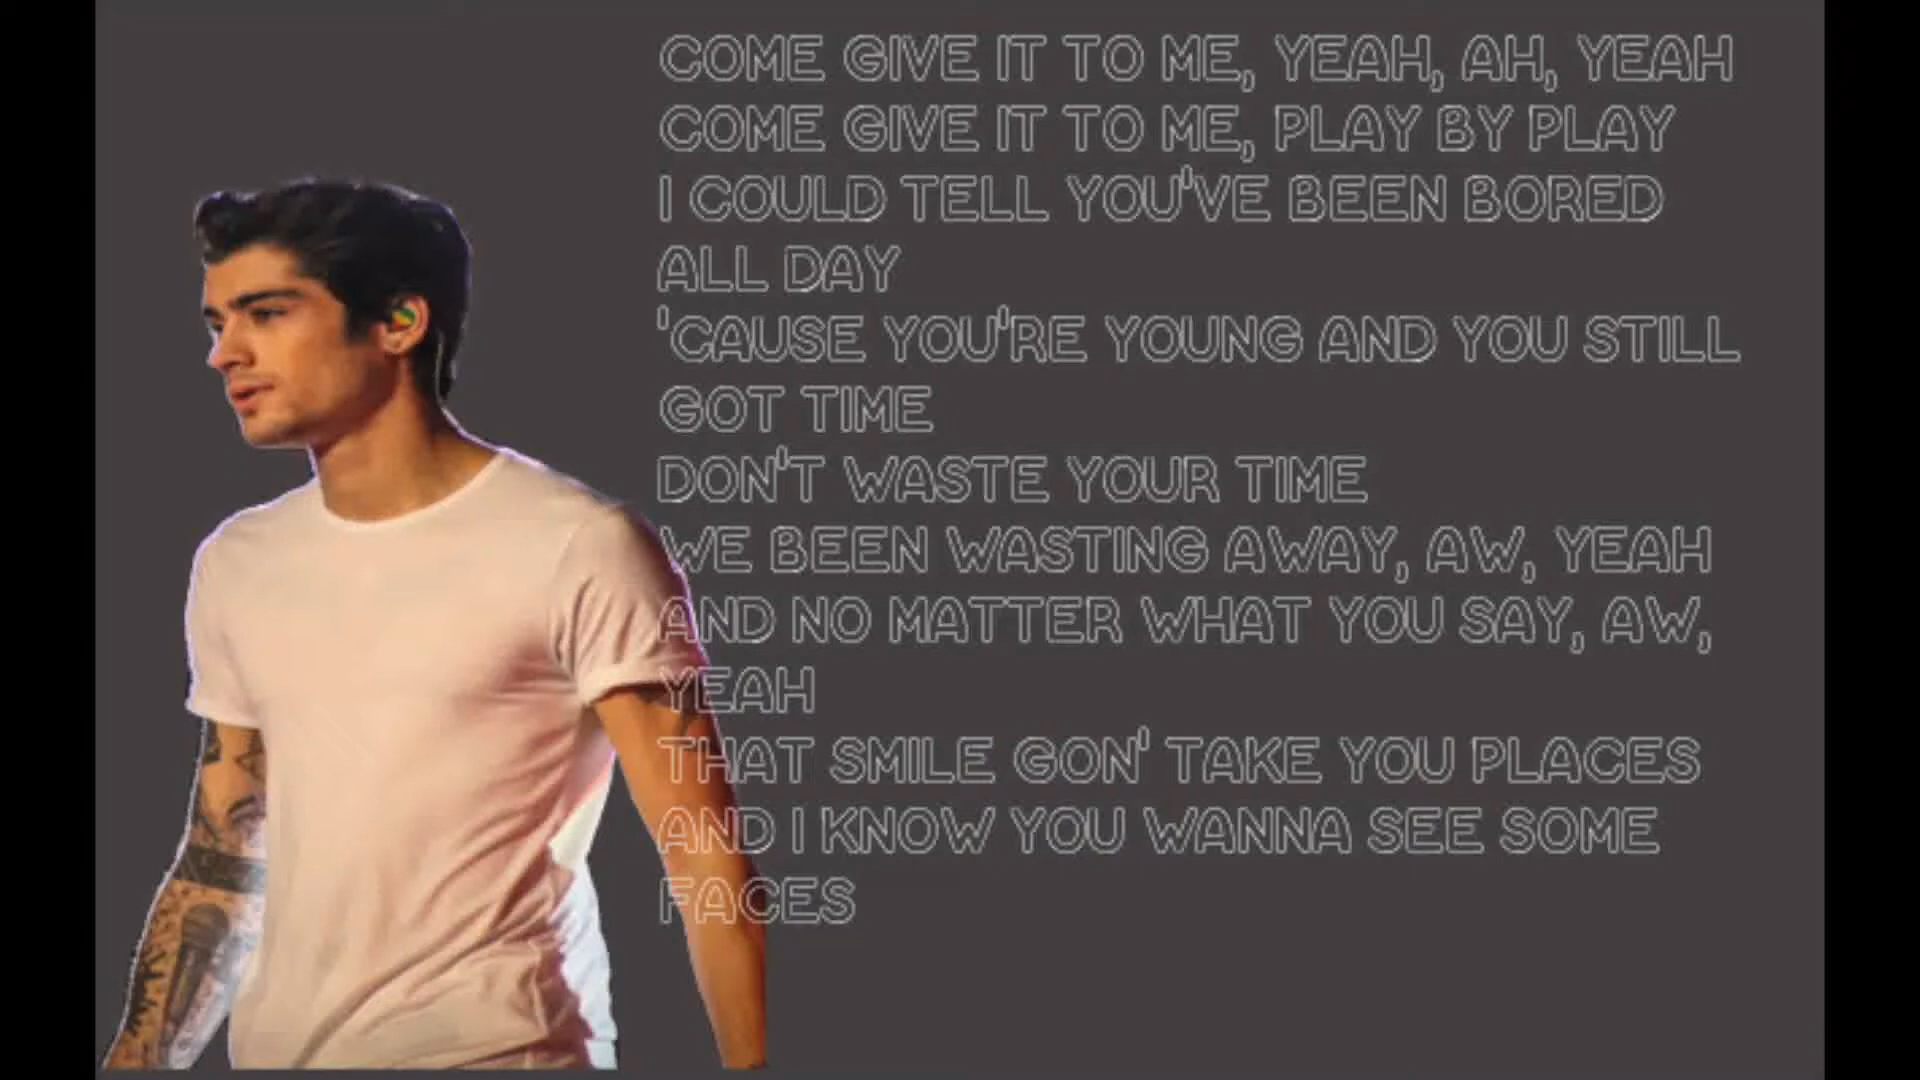 COME GIVE IT TO ME, YEAH, AH, YEAH
COME GIVE IT TO ME, PLAY BY PLAY
I COULD TELL YOU'VE BEEN BORED
ALL DAY
'CAUSE YOU'RE YOUNG AND YOU STILL
GOT TIME
DON'T WASTE YOUR TIME
WE BEEN WASTING AWAY, AW, YEAH
AND NO MATTER WHAT YOU SAY, AW,
YEAH
THAT SMILE GON' TAKE YOU PLACES
AND I KNOW YOU WANNA SEE SOME
FACES